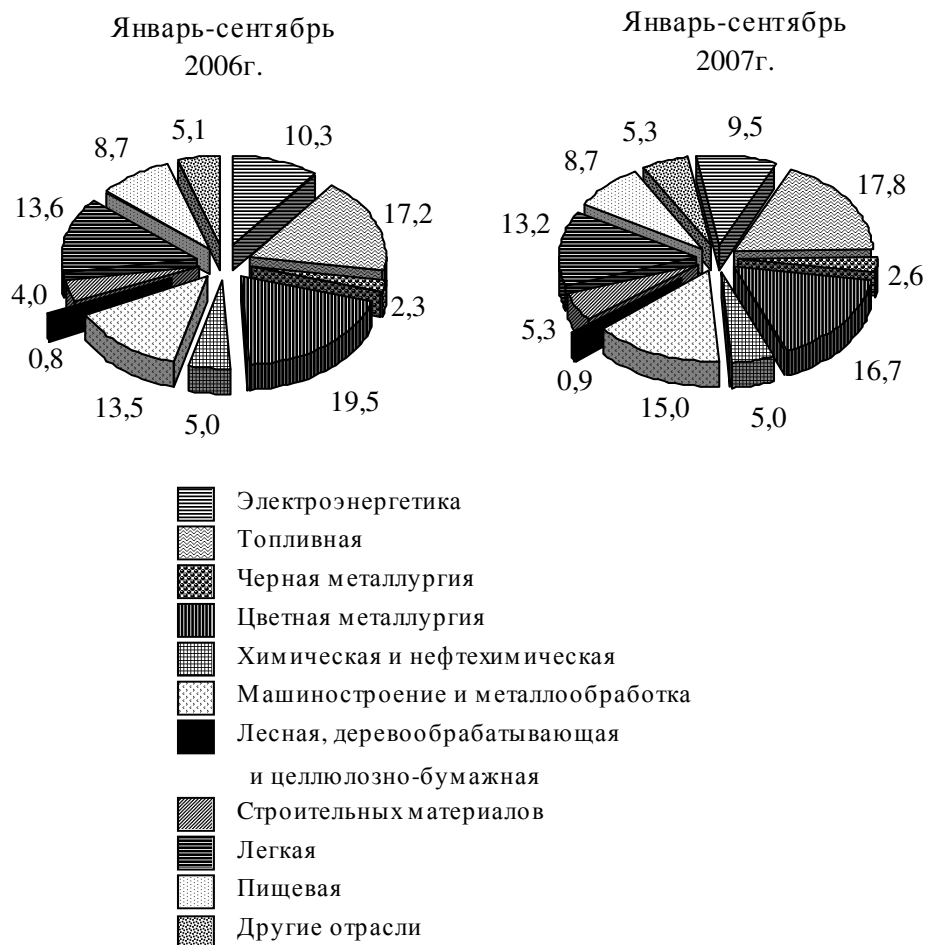 Январь-сентябрь
2006г.
5,1
10,3
8,7
17,2
13,6
4,0
2,3
0,8
13,5
5,0
19,5
Январь-сентябрь
2007г.
5,3
9,5
8,7
17,8
13,2
2,6
5,3
0,9
16,7
15,0
5,0
Электроэнергетика
Топливная
Черная металлургия
Цветная металлургия
Химическая и нефтехимическая
Машиностроение и металлообработка
Лесная, деревообрабатывающая
и целлюлозно-бумажная
Строительных материалов
Легкая
Пищевая
Другие отрасли